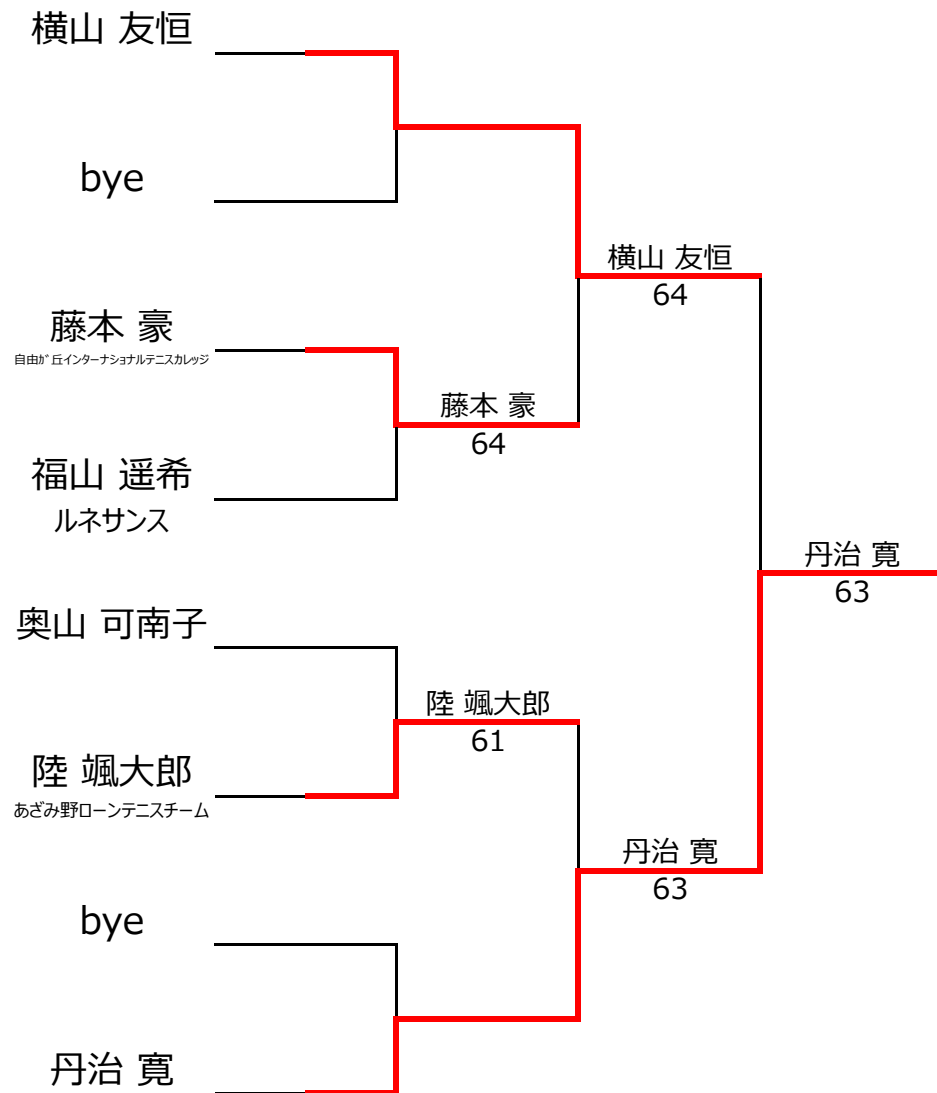 横山 友恒
bye
藤本 豪
自由が丘インターナショナルテニスカレッジ
福山 遥希
ルネサンス
奥山 可南子
陸 颯大郎
あざみ野ローンテニスチーム
bye
丹治 寛
藤本 豪
64
陸 颯大郎
61
横山 友恒
64
丹治 寛
63
丹治 寛
63